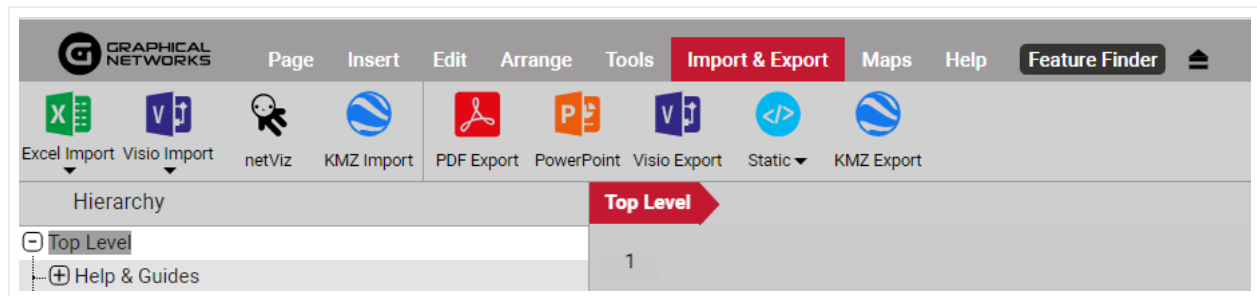 GRAPHICAL
NETWORKS
Page Insert Edit Arrange Tools Import & Export Maps Help Feature Finder
Excel Import Visio Import netViz KMZ Import PDF Export PowerPoint Visio Export Static KMZ Export
Hierarchy
Top Level
Top Level
1
Help & Guides